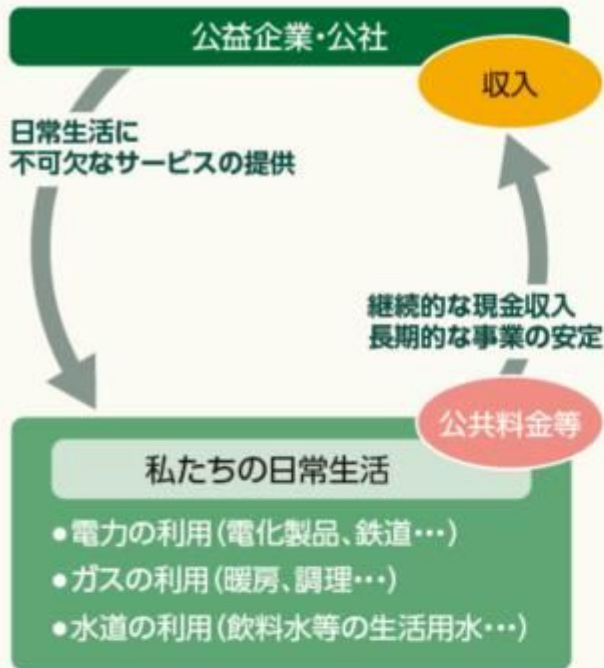 公益企業・公社
収入
日常生活に
不可欠なサービスの提供
継続的な現金収入
長期的な事業の安定
公共料金等
私たちの日常生活
●電力の利用(電化製品、鉄道・・・)
●ガスの利用(暖房、調理・・・)
●水道の利用(飲料水等の生活用水・・・)